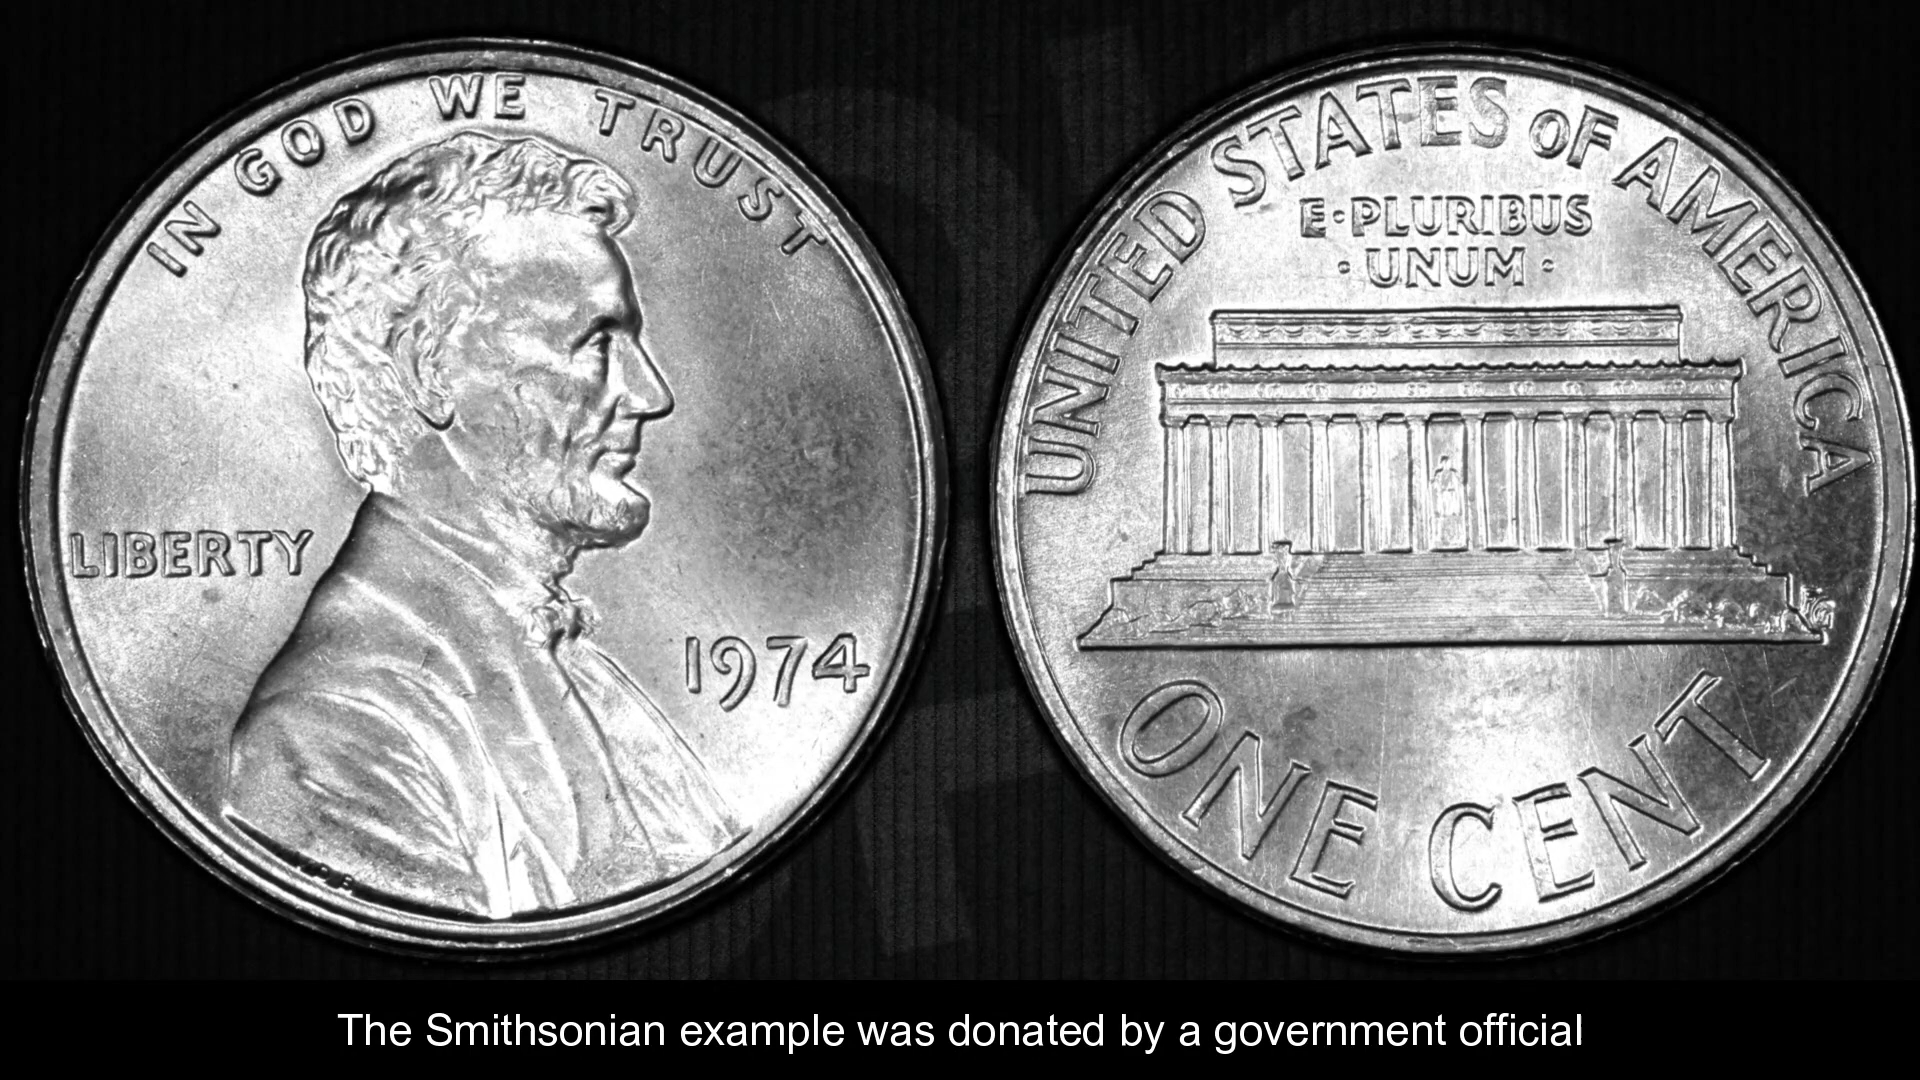 IN GOD WE TRUST
LIBERTY
1974
UNITED STATES OF AMERICA
E·PLURIBUS
·UNUM·
FG
ONE CENT
The Smithsonian example was donated by a government official